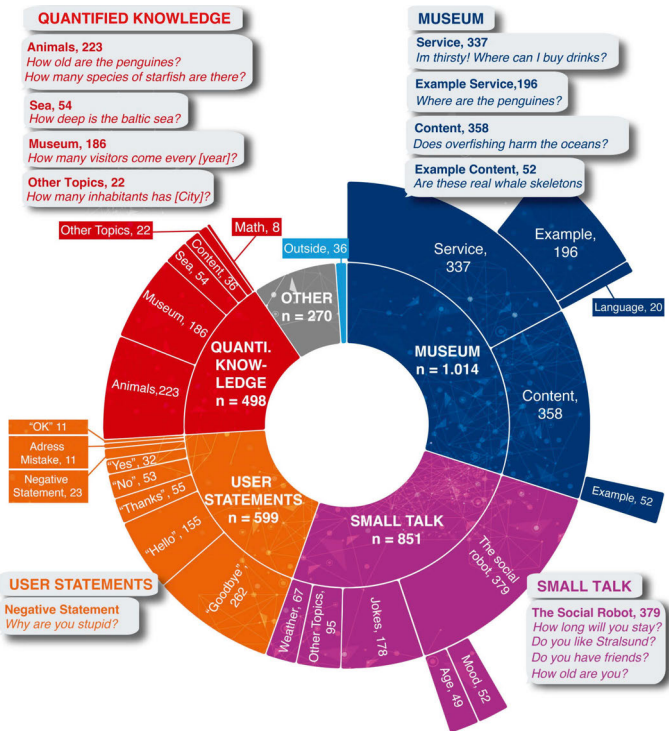 QUANTIFIED KNOWLEDGE
Animals, 223
How old are the penguines?
How many species of starfish are there?
Sea, 54
How deep is the baltic sea?
Museum, 186
How many visitors come every [year]?
Other Topics, 22
How many inhabitants has [City]?
MUSEUM
Service, 337
Im thirsty! Where can I buy drinks?
Example Service,196
Where are the penguines?
Content, 358
Does overfishing harm the oceans?
Example Content, 52
Are these real whale skeletons
Other Topics, 22
Math, 8
Outside, 36
Sea, 54
Content, 36
Museum, 186
Animals,223
OTHER
n = 270
QUANTI.
KNOW-
LEDGE
n = 498
Service,
337
Example,
196
Language, 20
MUSEUM
n = 1.014
Content,
358
Example, 52
"OK" 11
Adress
Mistake, 11
Negative
Statement, 23
"Yes", 32
"No", 53
"Thanks", 55
"Hello", 155
"Goodbye",
262
USER
STATEMENTS
n = 599
SMALL TALK
n = 851
The social
robot, 379
Weather, 67
Other Topics,
95
Jokes, 178
Age, 49
Mood, 52
USER STATEMENTS
Negative Statement
Why are you stupid?
SMALL TALK
The Social Robot, 379
How long will you stay?
Do you like Stralsund?
Do you have friends?
How old are you?